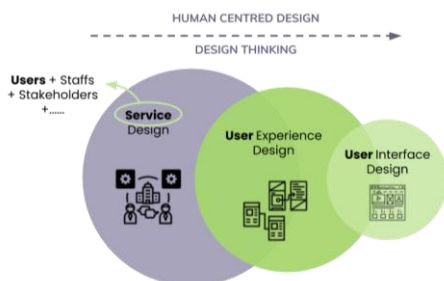 HUMAN CENTRED DESIGN
DESIGN THINKING
Users + Staffs
+ Stakeholders
+......
Service
Design
User Experience
Design
User Interface
Design